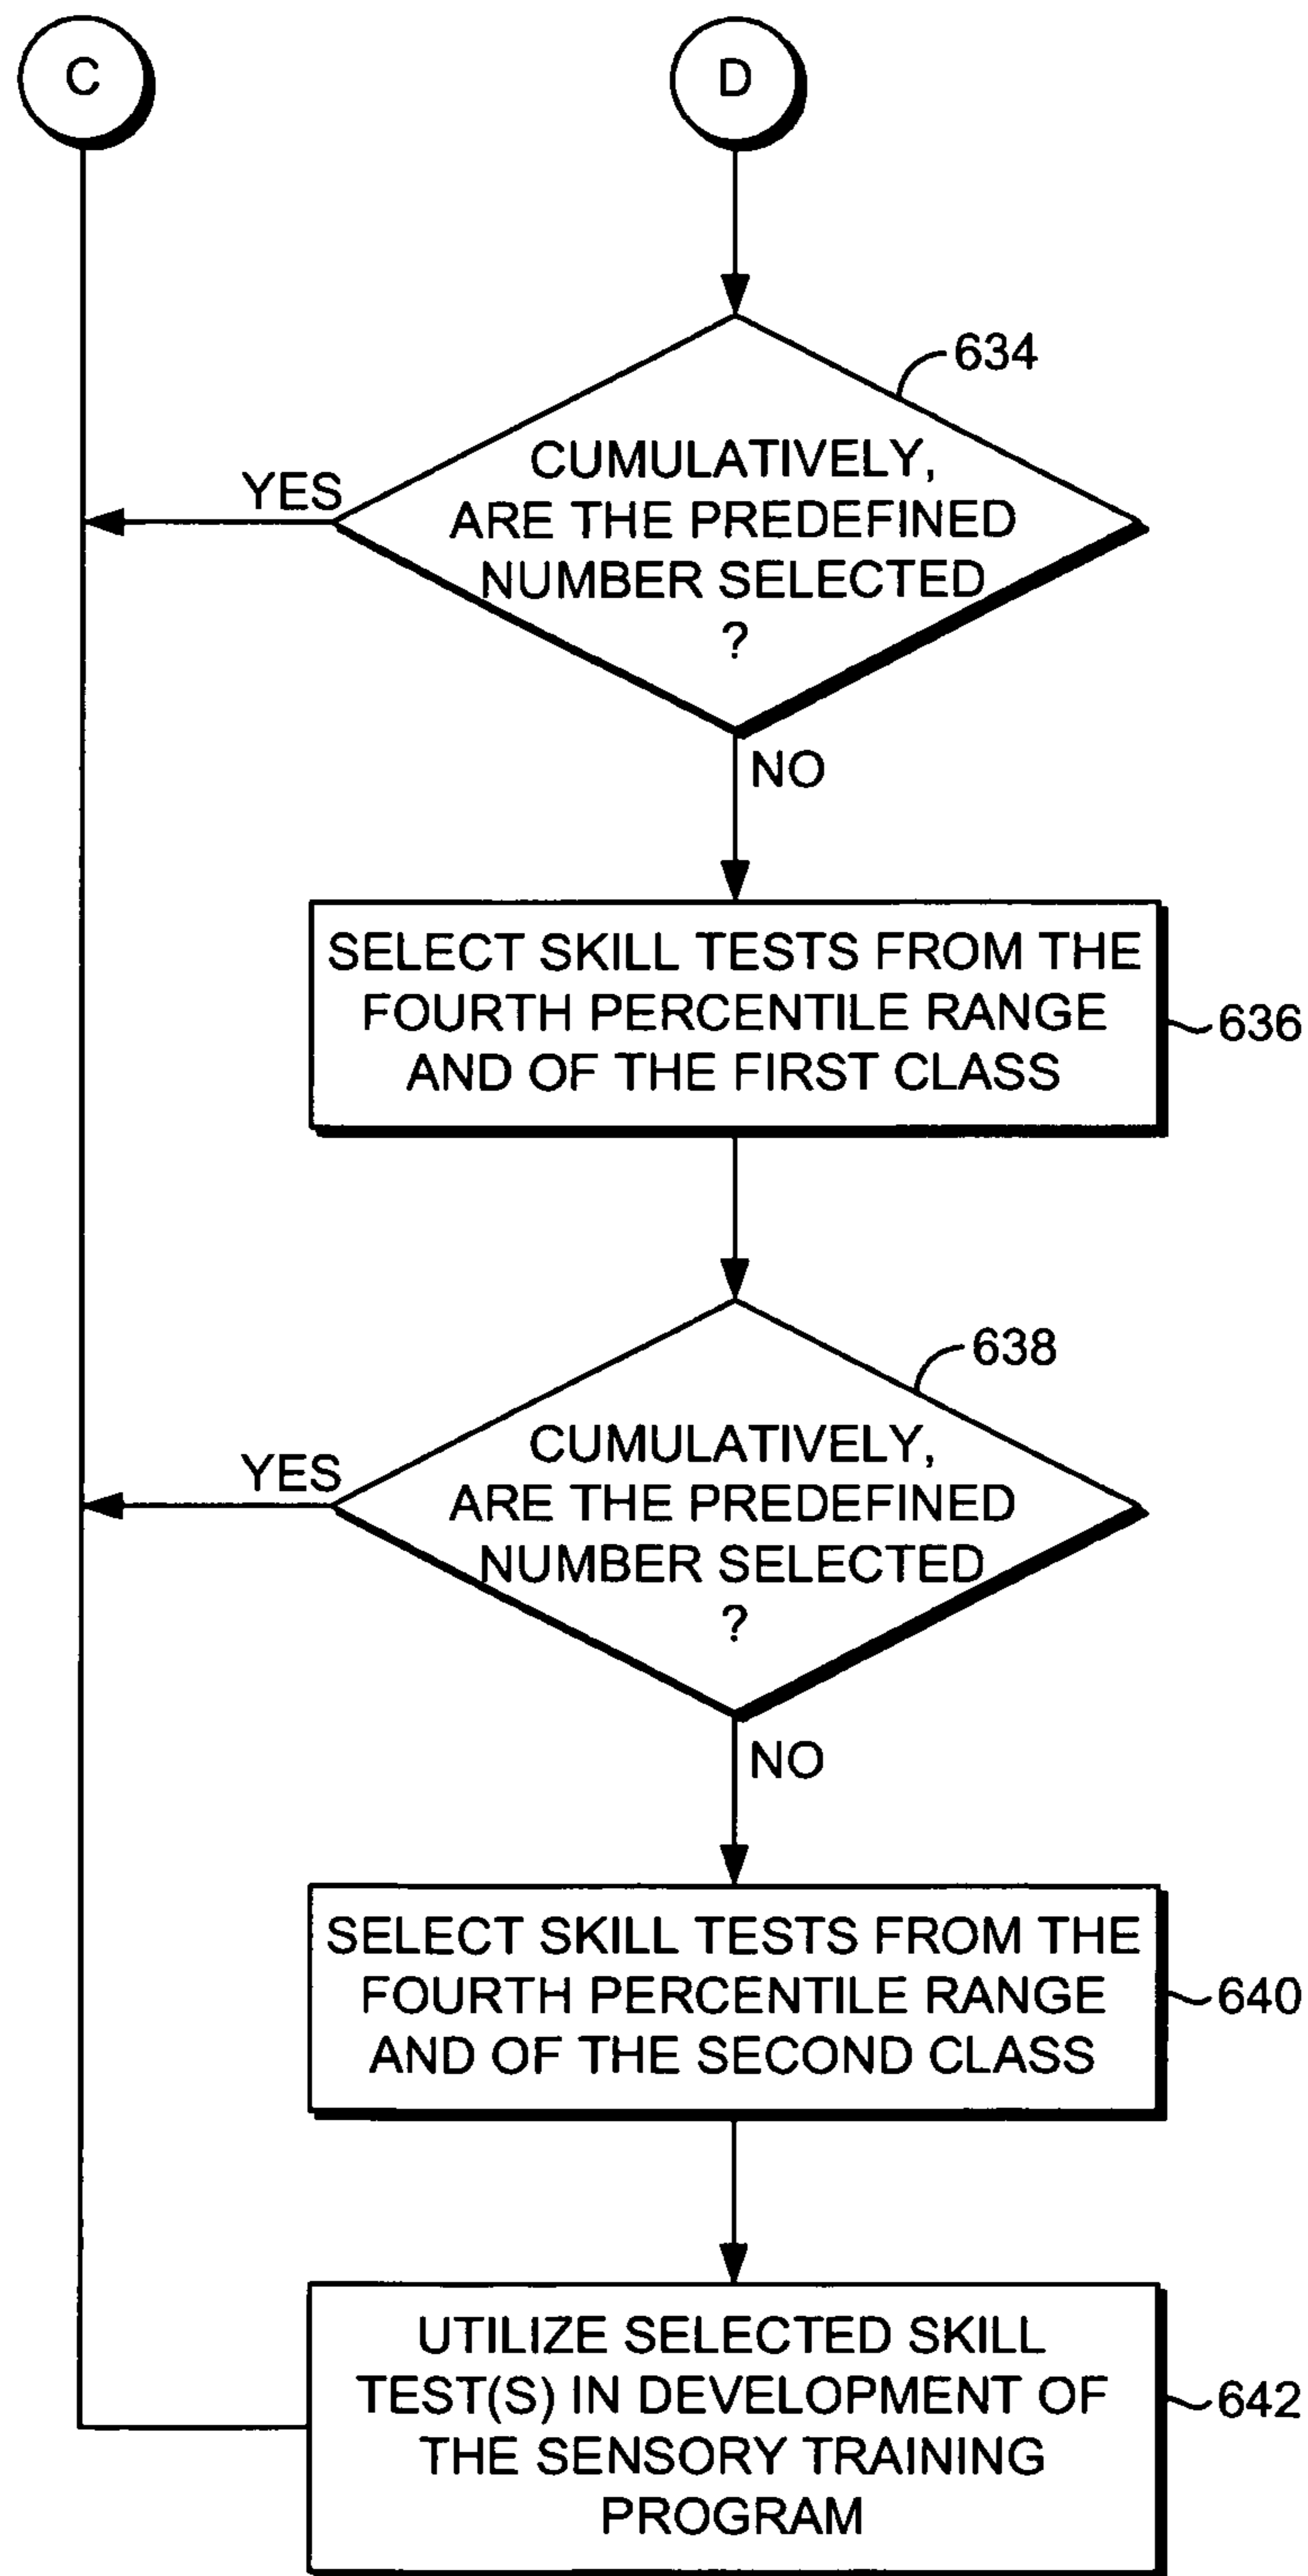 C
D
634
CUMULATIVELY,
ARE THE PREDEFINED
NUMBER SELECTED
?
YES
NO
SELECT SKILL TESTS FROM THE
FOURTH PERCENTILE RANGE
AND OF THE FIRST CLASS
636
638
CUMULATIVELY,
ARE THE PREDEFINED
NUMBER SELECTED
?
YES
NO
SELECT SKILL TESTS FROM THE
FOURTH PERCENTILE RANGE
AND OF THE SECOND CLASS
640
UTILIZE SELECTED SKILL
TEST(S) IN DEVELOPMENT OF
THE SENSORY TRAINING
PROGRAM
642